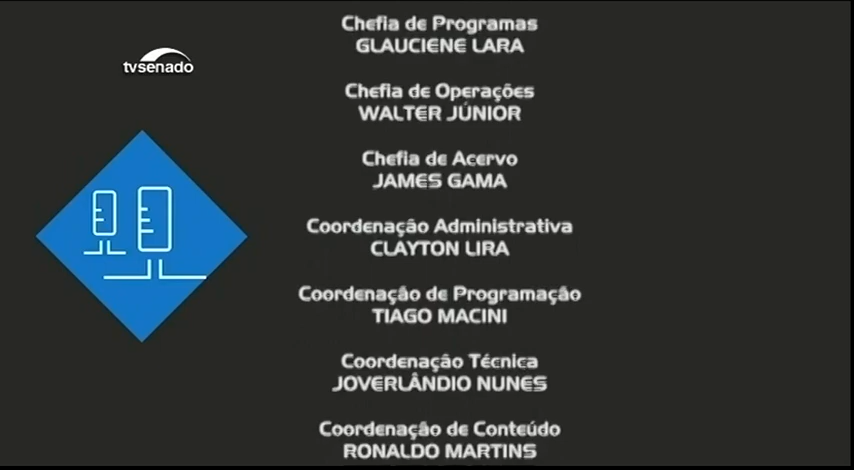 Chefia de Programas
GLAUCIENE LARA
tvsenado
Chefia de Operações
WALTER JÚNIOR
Chefia de Acervo
JAMES GAMA
Coordenação Administrativa
CLAYTON LIRA
Coordenação de Programação
TIAGO MACINI
Coordenação Técnica
JOVERLÂNDIO NUNES
Coordenação de Conteúdo
RONALDO MARTINS